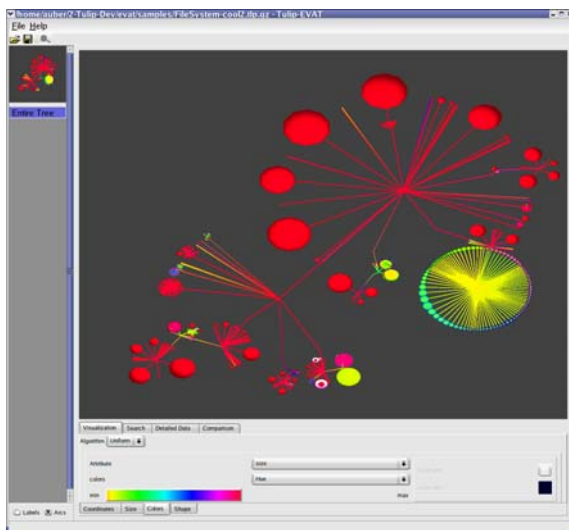 /home/auber/2-Tulip-Dev/evat/samples/FileSystem-cool2.tlp.gz - Tulip-EVAT
File Help
Entire Tree
Visualization Search Detailed Data Comparison
Algorithm Uniform
Attribute size
colors Hue
min max
Labels Arcs
Coordinates Size Colors Shape